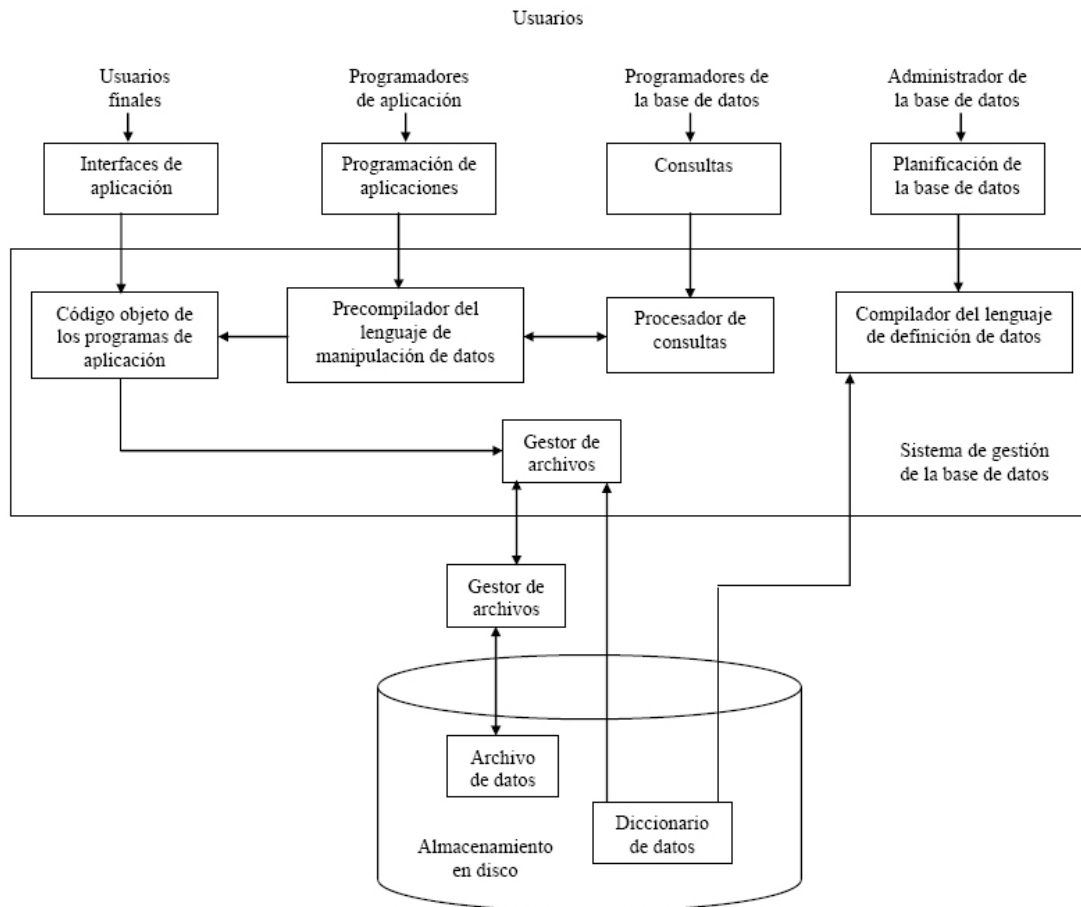 Usuarios
Usuarios
finales
Programadores
de aplicación
Programadores de
la base de datos
Administrador de
la base de datos
Interfaces de
aplicación
Programación de
aplicaciones
Consultas
Planificación de
la base de datos
Código objeto de
los programas de
aplicación
Precompilador del
lenguaje de
manipulación de datos
Procesador de
consultas
Compilador del lenguaje
de definición de datos
Gestor de
archivos
Sistema de gestión
de la base de datos
Gestor de
archivos
Archivo
de datos
Diccionario
de datos
Almacenamiento
en disco